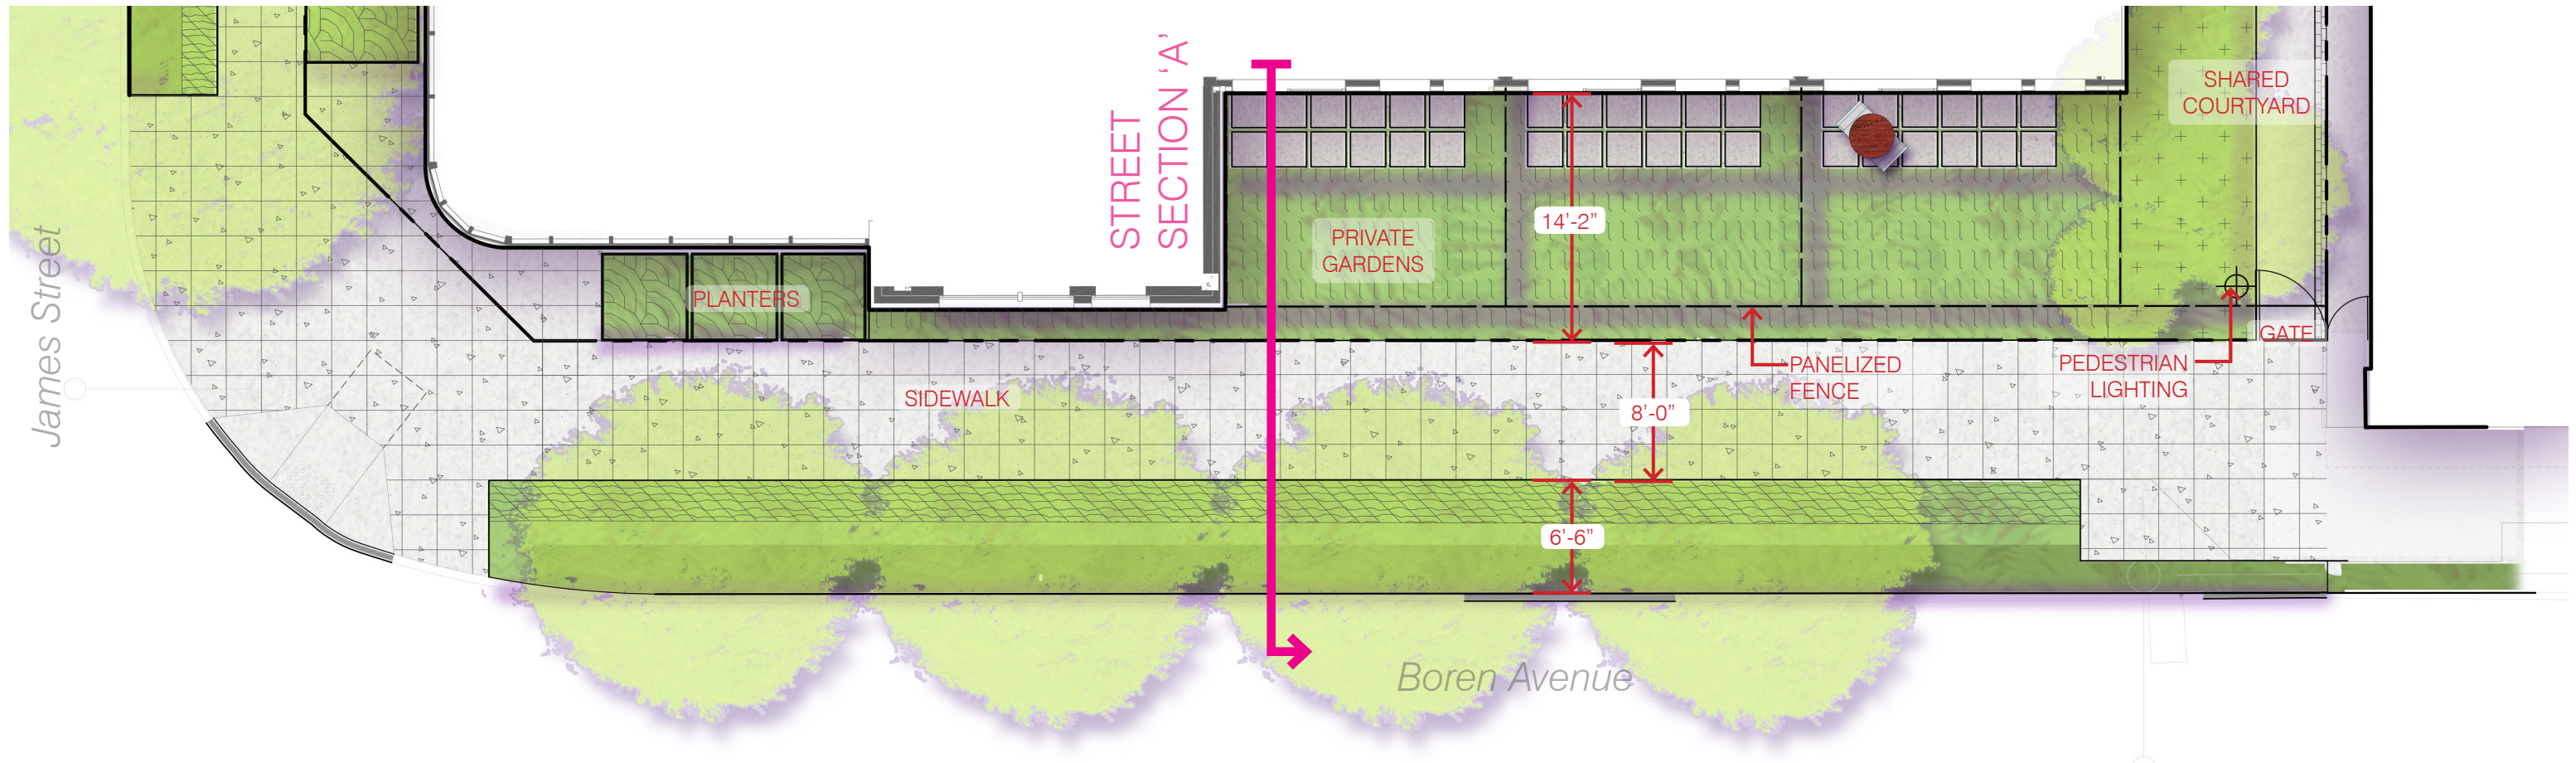 James Street
STREET
SECTION ‘A’
SHARED
COURTYARD
PRIVATE
GARDENS
14’-2”
PLANTERS
GATE
PANELIZED
FENCE
PEDESTRIAN
LIGHTING
SIDEWALK
8’-0”
6’-6”
Boren Avenue